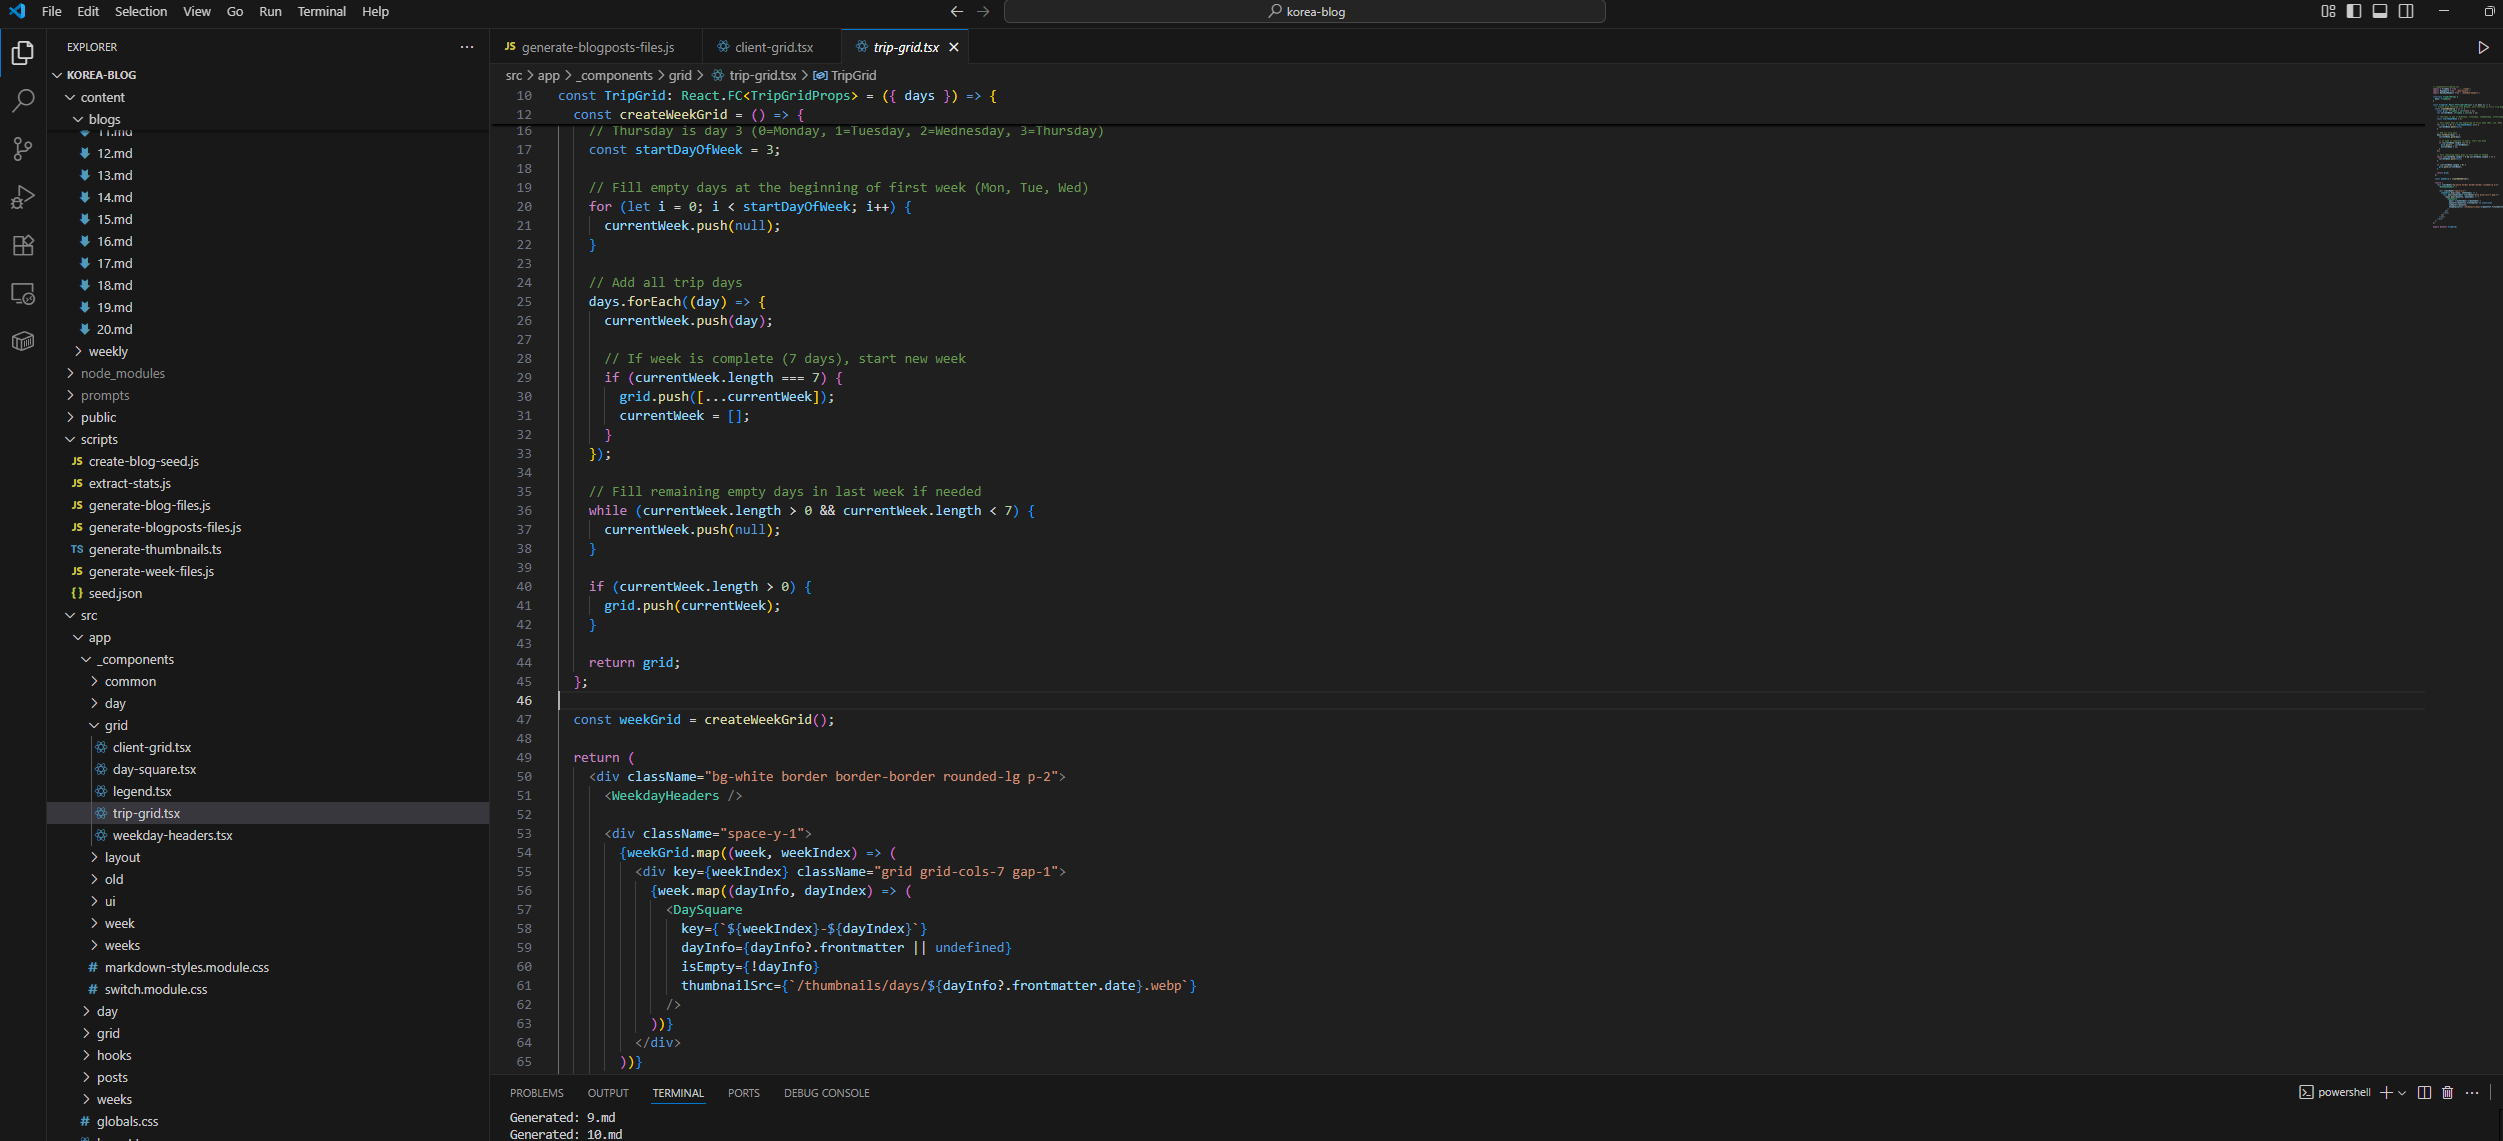 File Edit Selection View Go Run Terminal Help
korea-blog
EXPLORER
KOREA-BLOG
content
blogs
11.md
12.md
13.md
14.md
15.md
16.md
17.md
18.md
19.md
20.md
weekly
node_modules
prompts
public
scripts
JS create-blog-seed.js
JS extract-stats.js
JS generate-blog-files.js
JS generate-blogposts-files.js
TS generate-thumbnails.ts
JS generate-week-files.js
{} seed.json
src
app
_components
common
day
grid
client-grid.tsx
day-square.tsx
legend.tsx
trip-grid.tsx
weekday-headers.tsx
layout
old
ui
week
weeks
# markdown-styles.module.css
# switch.module.css
day
grid
hooks
posts
weeks
# globals.css
JS generate-blogposts-files.js client-grid.tsx trip-grid.tsx
src > app > _components > grid > trip-grid.tsx > TripGrid
10 const TripGrid: React.FC<TripGridProps> = ({ days }) => {
12 const createWeekGrid = () => {
16 // Thursday is day 3 (0=Monday, 1=Tuesday, 2=Wednesday, 3=Thursday)
17 const startDayOfWeek = 3;
18
19 // Fill empty days at the beginning of first week (Mon, Tue, Wed)
20 for (let i = 0; i < startDayOfWeek; i++) {
21 currentWeek.push(null);
22 }
23
24 // Add all trip days
25 days.forEach((day) => {
26 currentWeek.push(day);
27
28 // If week is complete (7 days), start new week
29 if (currentWeek.length === 7) {
30 grid.push([...currentWeek]);
31 currentWeek = [];
32 }
33 });
34
35 // Fill remaining empty days in last week if needed
36 while (currentWeek.length > 0 && currentWeek.length < 7) {
37 currentWeek.push(null);
38 }
39
40 if (currentWeek.length > 0) {
41 grid.push(currentWeek);
42 }
43
44 return grid;
45 };
46
47 const weekGrid = createWeekGrid();
48
49 return (
50 <div className="bg-white border border-border rounded-lg p-2">
51 <WeekdayHeaders />
52
53 <div className="space-y-1">
54 {weekGrid.map((week, weekIndex) => (
55 <div key={weekIndex} className="grid grid-cols-7 gap-1">
56 {week.map((dayInfo, dayIndex) => (
57 <DaySquare
58 key={`${weekIndex}-${dayIndex}`}
59 dayInfo={dayInfo?.frontmatter || undefined}
60 isEmpty={!dayInfo}
61 thumbnailSrc={`/thumbnails/days/${dayInfo?.frontmatter.date}.webp`}
62 />
63 ))}
64 </div>
65 ))}
PROBLEMS OUTPUT TERMINAL PORTS DEBUG CONSOLE
powershell
Generated: 9.md
Generated: 10.md